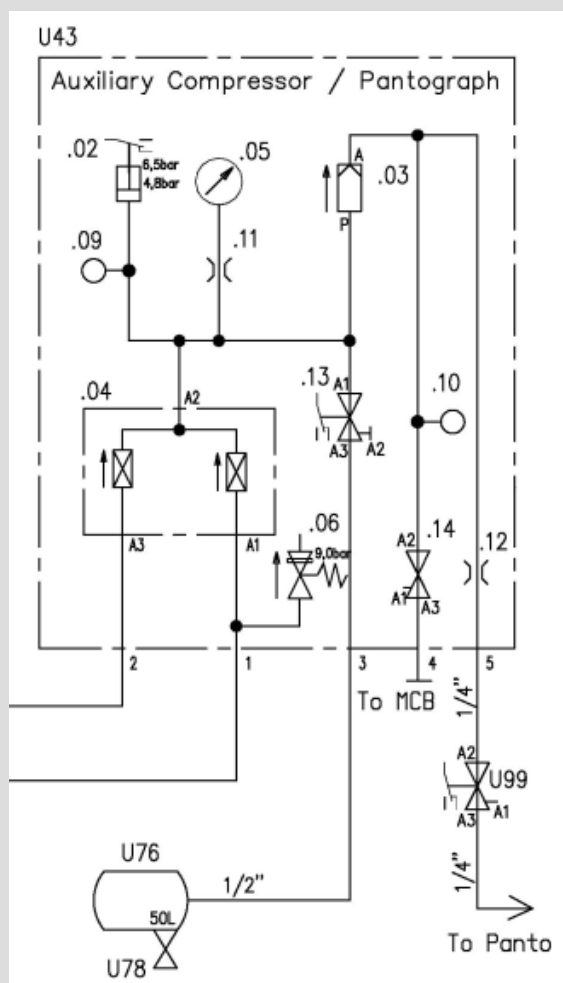 U43
Auxiliary Compressor / Pantograph
.02
6,5bar
4,8bar
.05
A
.03
P
.09
.11
.13
A1
A3
A2
.10
.04
A2
A3
A1
.06
9,0bar
A2
.14
A1
A3
.12
2
1
3
4
5
To MCB
1/4"
A2
U99
A3
A1
1/4"
U76
50L
1/2"
U78
To Panto